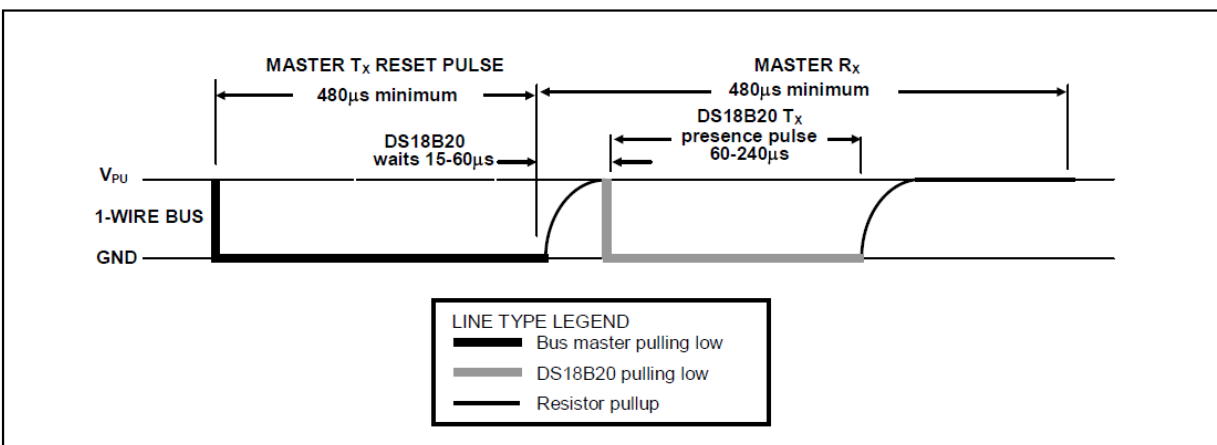 MASTER TX RESET PULSE
480μs minimum
MASTER RX
480μs minimum
DS18B20
waits 15-60μs
DS18B20 TX
presence pulse
60-240μs
VPU
1-WIRE BUS
GND
LINE TYPE LEGEND
Bus master pulling low
DS18B20 pulling low
Resistor pullup